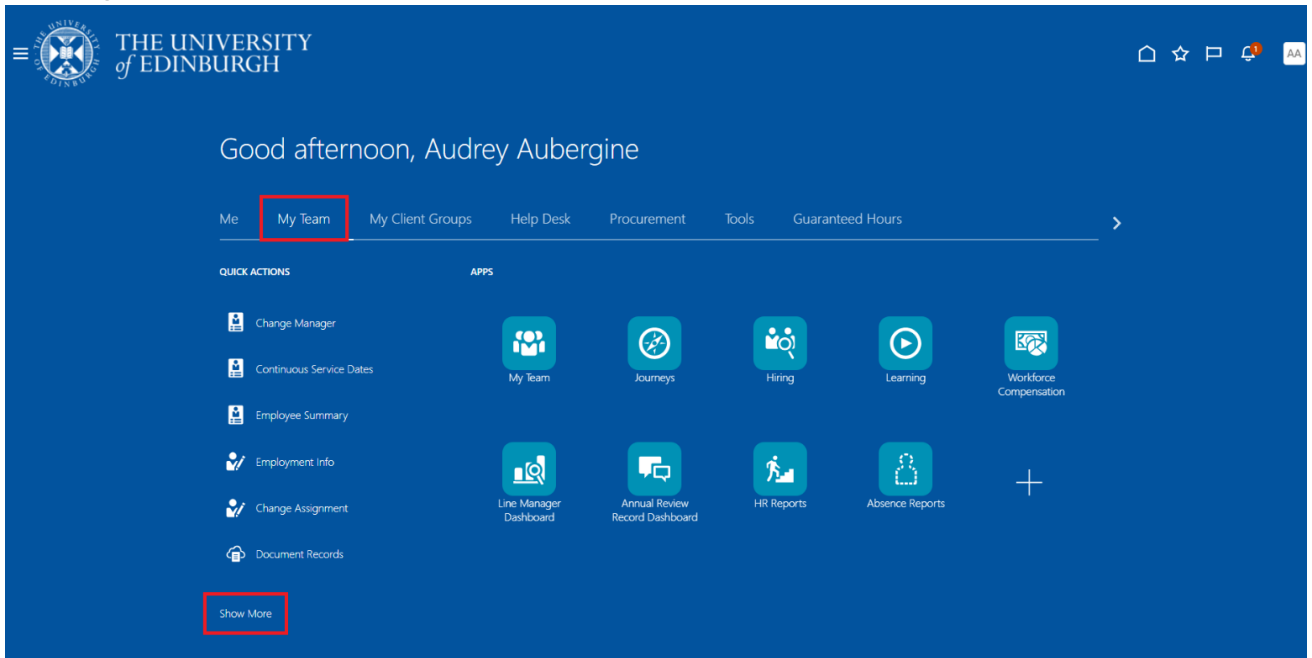 THE UNIVERSITY
of EDINBURGH
1
AA
Good afternoon, Audrey Aubergine
Me My Team My Client Groups Help Desk Procurement Tools Guaranteed Hours
QUICK ACTIONS
Change Manager
Continuous Service Dates
Employee Summary
Employment Info
Change Assignment
Document Records
Show More
APPS
My Team
Journeys
Hiring
Learning
Workforce
Compensation
Line Manager
Dashboard
Annual Review
Record Dashboard
HR Reports
Absence Reports